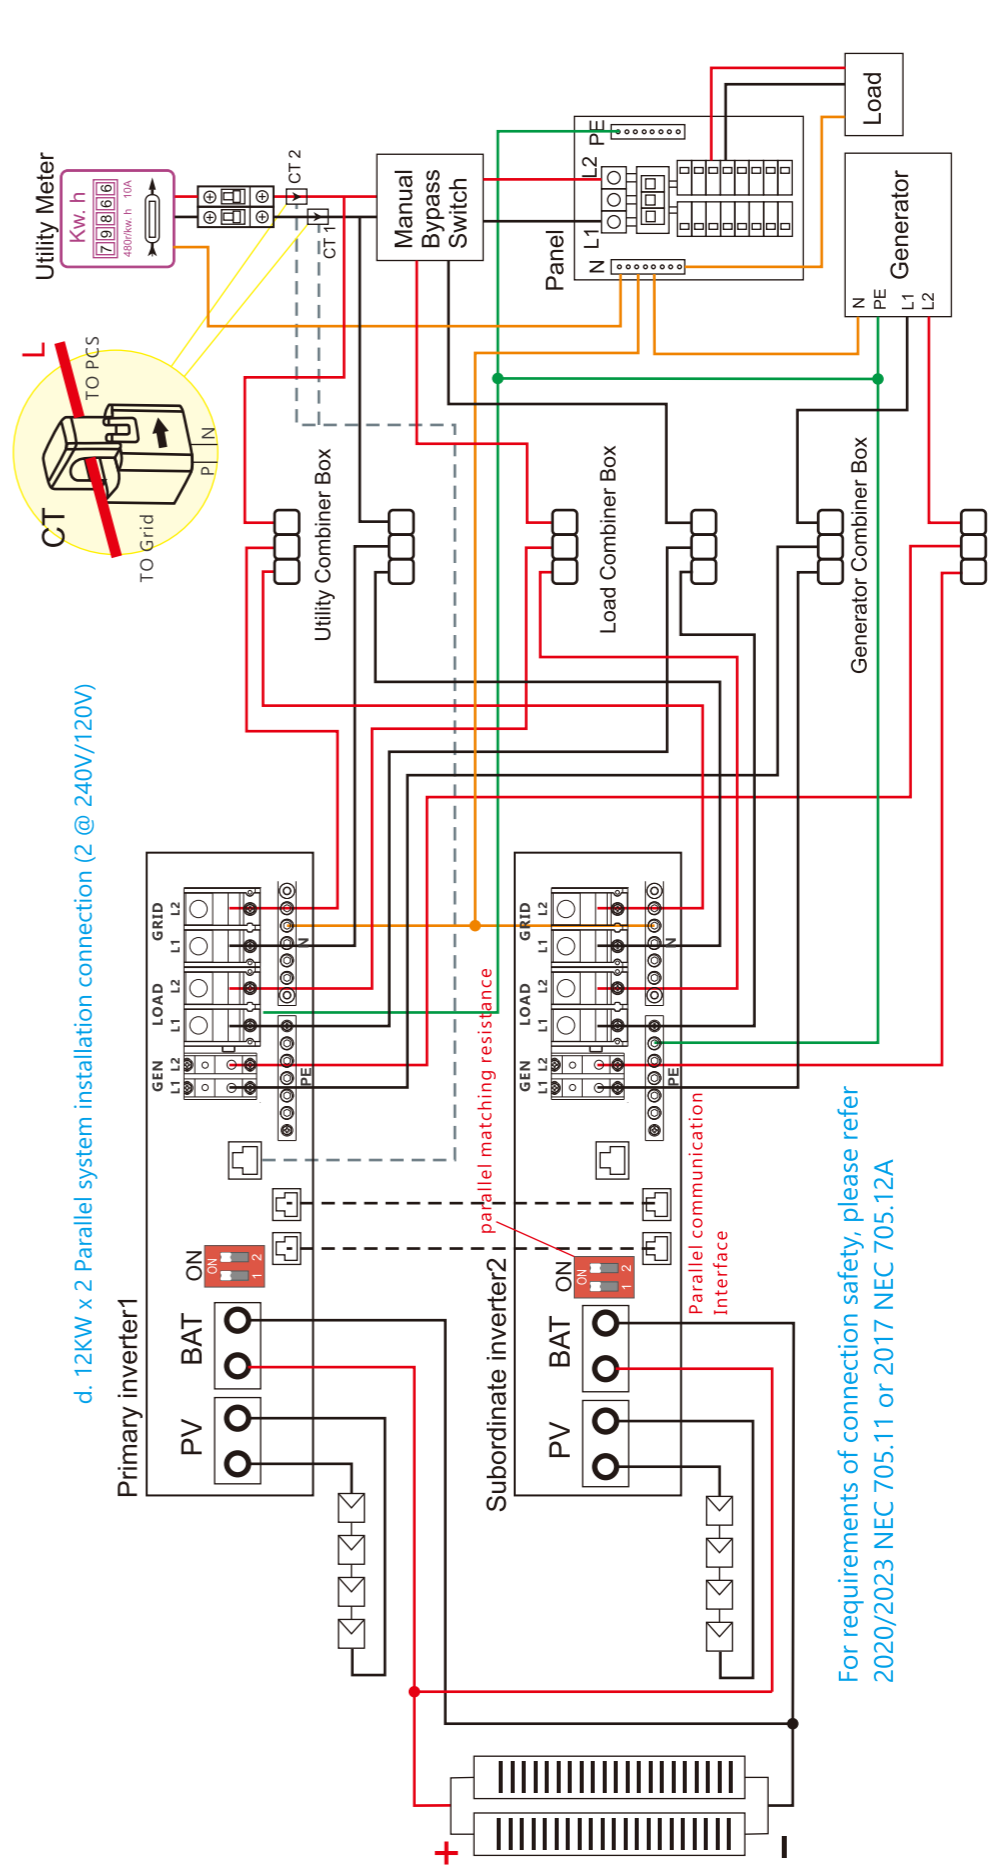 d. 12KW x 2 Parallel system installation connection (2 @ 240V/120V)
CT
L
TO PCS
TO Grid
P
N
Utility Meter
Kw. h
79866
480r/kw. h 10A
CT 2
CT 1
Manual
Bypass
Switch
Panel
N
L1
L2
PE
Load
Generator
N
PE
L1
L2
Utility Combiner Box
Load Combiner Box
Generator Combiner Box
Primary inverter1
PV
BAT
ON
ON
1 2
GEN
LOAD
GRID
L1 L2
L1 L2
L1 L2
PE
N
parallel matching resistance
Subordinate inverter2
PV
BAT
ON
ON
1 2
GEN
LOAD
GRID
L1 L2
L1 L2
L1 L2
PE
N
Parallel communication
Interface
+
−
For requirements of connection safety, please refer
2020/2023 NEC 705.11 or 2017 NEC 705.12A